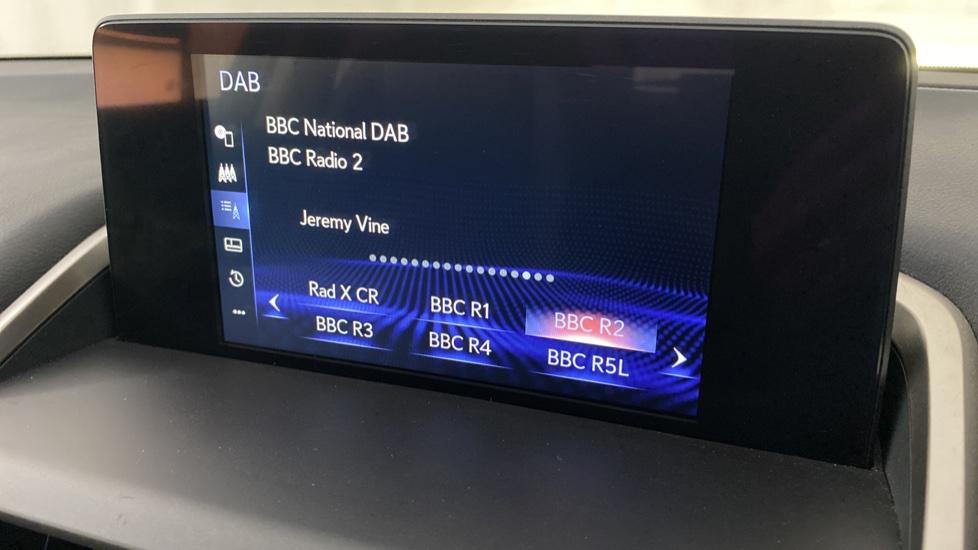 DAB
BBC National DAB
BBC Radio 2
Jeremy Vine
Rad X CR BBC R1 BBC R2
BBC R3 BBC R4 BBC R5L